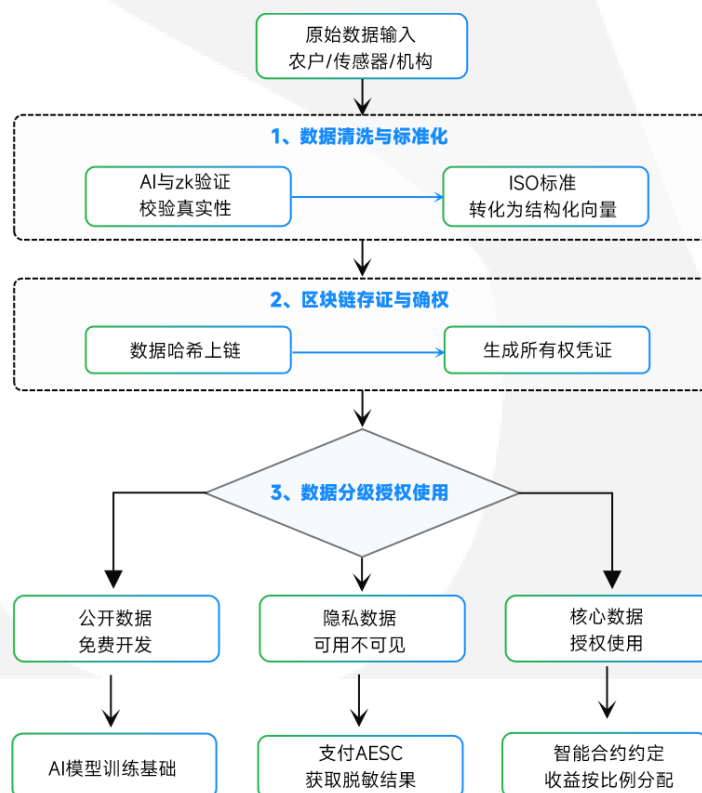 原始数据输入
农户/传感器/机构
1、数据清洗与标准化
AI与zk验证
校验真实性
ISO标准
转化为结构化向量
2、区块链存证与确权
数据哈希上链
生成所有权凭证
3、数据分级授权使用
公开数据
免费开发
隐私数据
可用不可见
核心数据
授权使用
AI模型训练基础
支付AESC
获取脱敏结果
智能合约约定
收益按比例分配